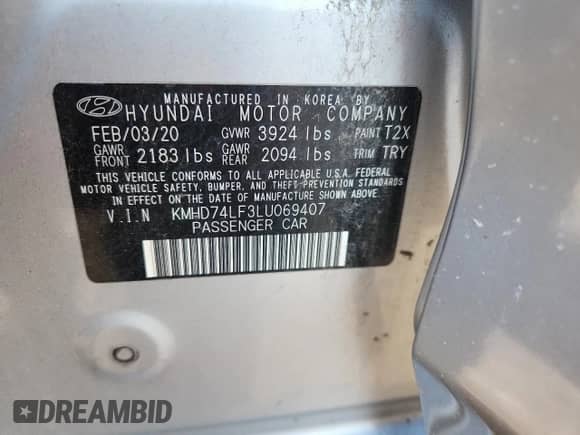 MANUFACTURED IN KOREA BY
HYUNDAI MOTOR COMPANY
FEB/03/20 GVWR 3924 lbs PAINT T2X
GAWR FRONT 2183 lbs GAWR REAR 2094 lbs TRIM TRY
THIS VEHICLE CONFORMS TO ALL APPLICABLE U.S.A. FEDERAL
MOTOR VEHICLE SAFETY, BUMPER, AND THEFT PREVENTION STANDARDS
IN EFFECT ON THE DATE OF MANUFACTURE SHOWN ABOVE.
V.I.N KMHD74LF3LU069407
PASSENGER CAR
DREAMBID